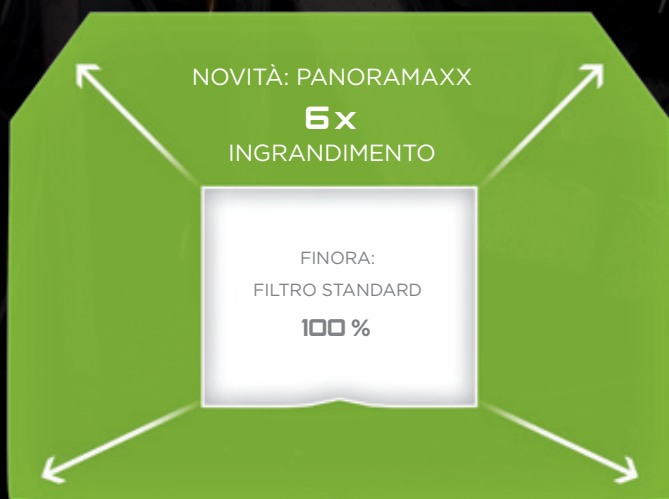 NOVITÀ: PANORAMAXX
6x
INGRANDIMENTO
FINORA:
FILTRO STANDARD
100 %